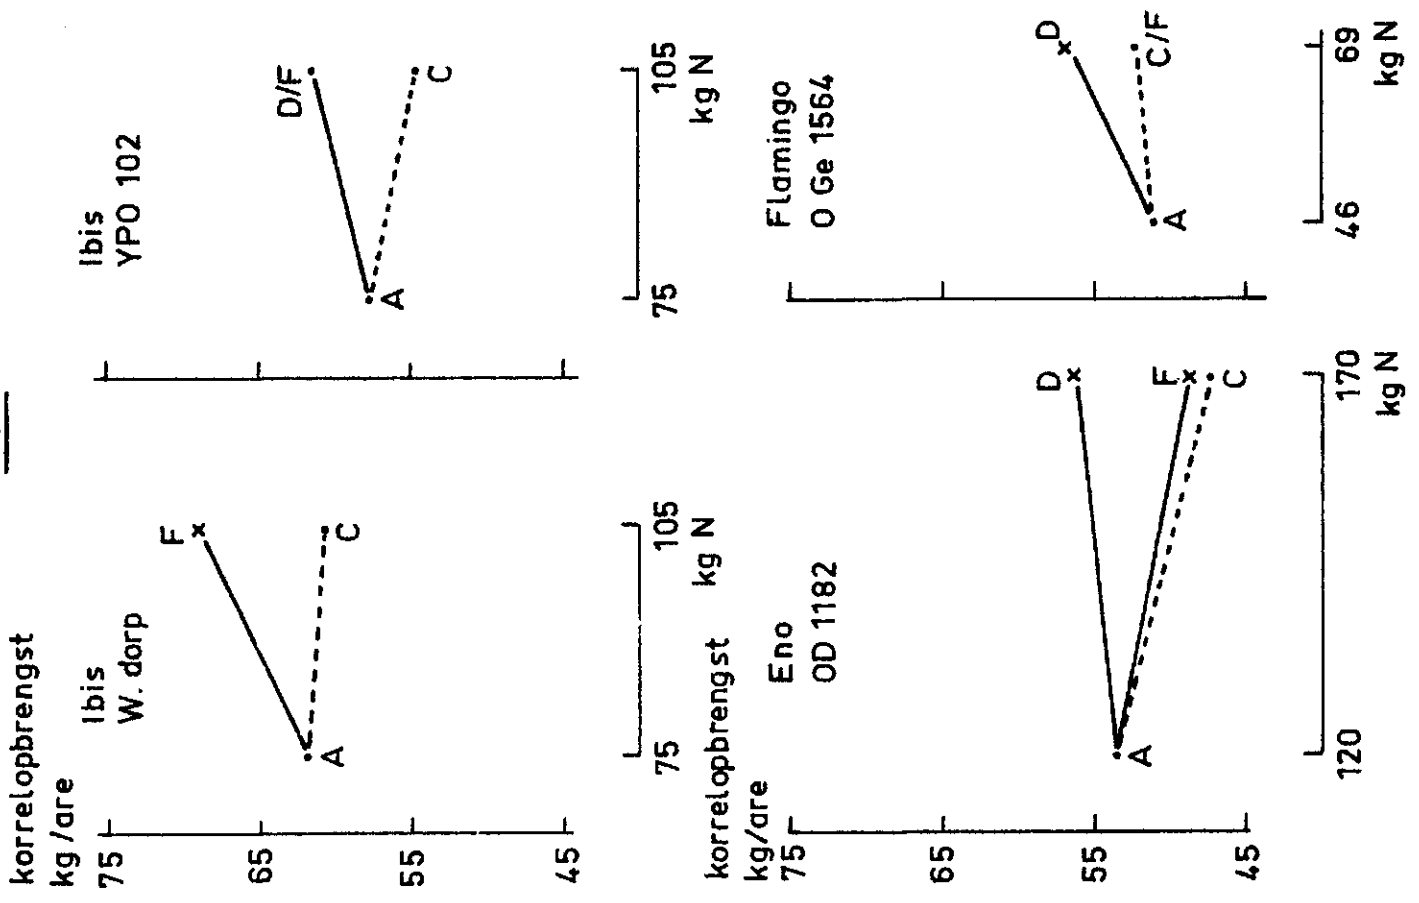 korrelopbrengst
kg/are
Ibis
W. dorp
75
65
55
45
F
C
A
75
105
kg N
Ibis
YPO 102
D/F
C
A
75
105
kg N
korrelopbrengst
kg/are
Eno
OD 1182
75
65
55
45
D
F
C
A
120
170
kg N
Flamingo
O Ge 1564
D
C/F
A
46
69
kg N